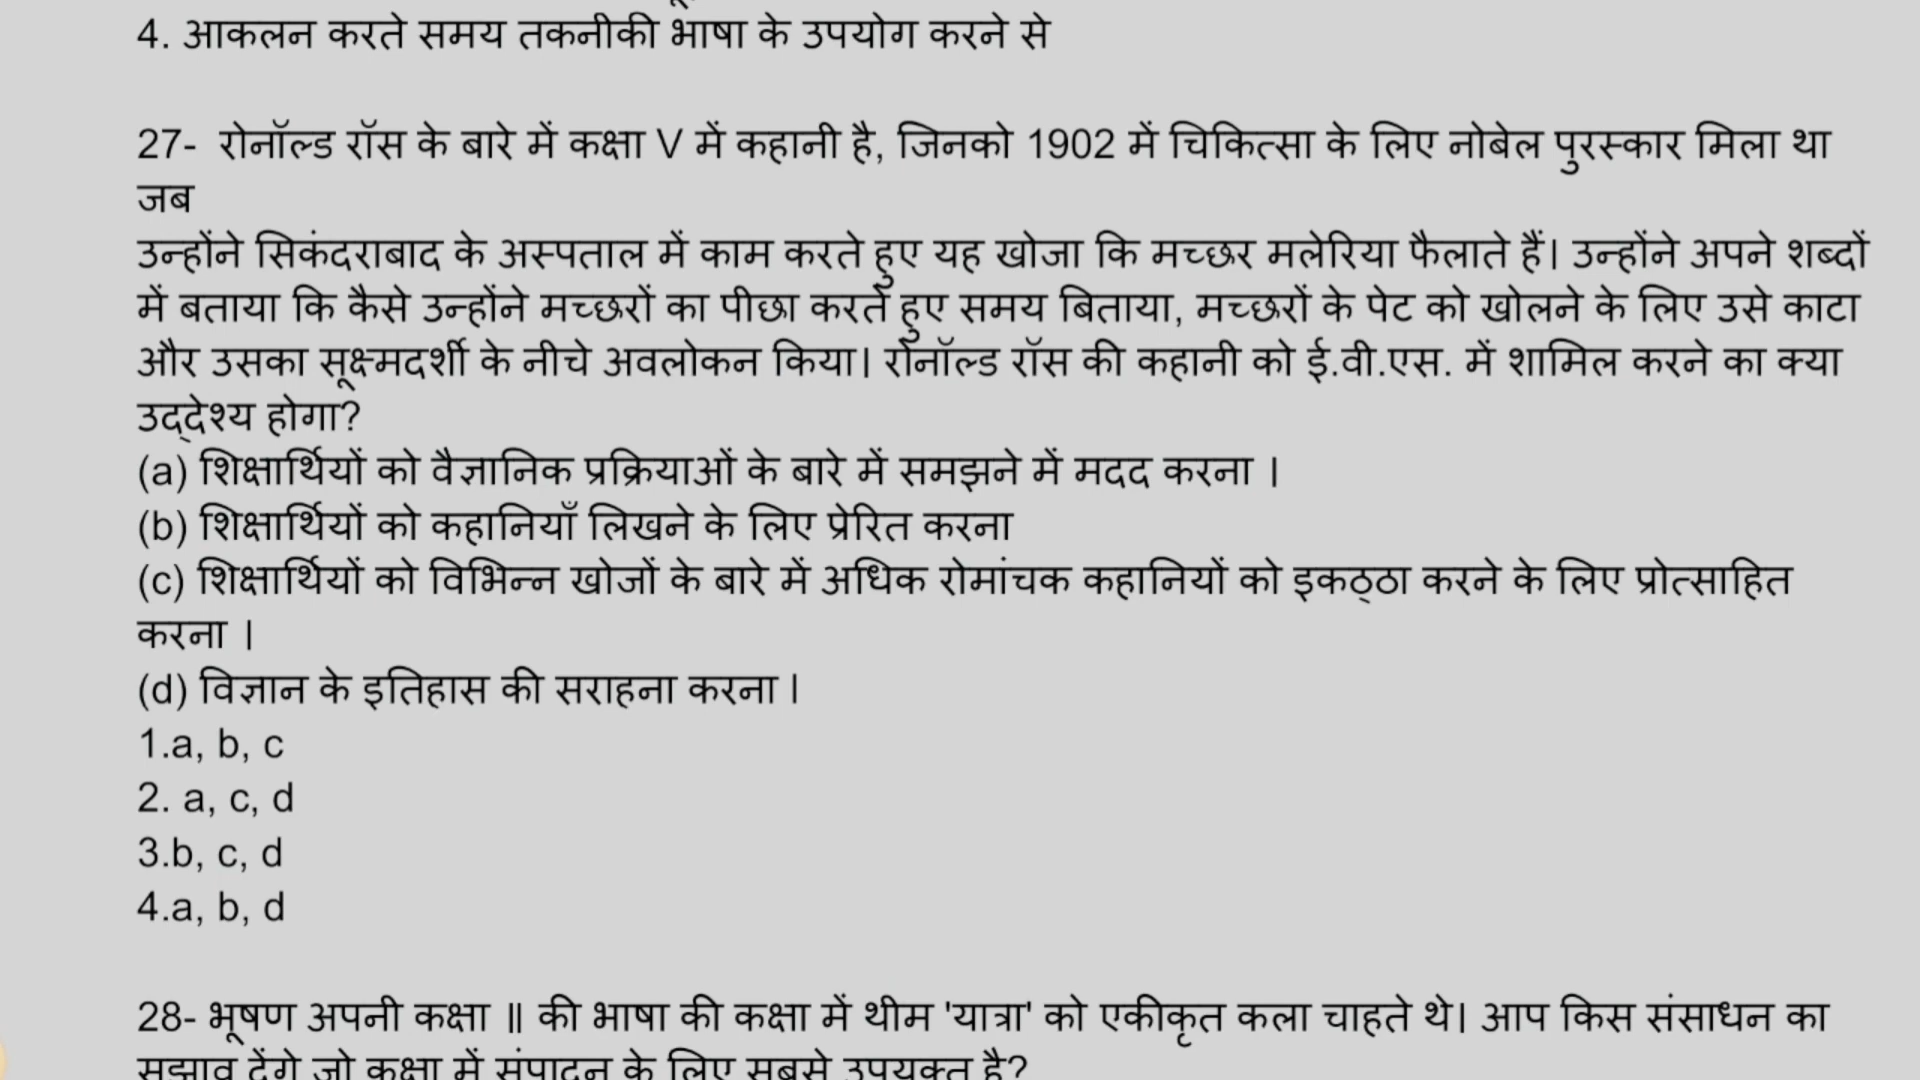 4. आकलन करते समय तकनीकी भाषा के उपयोग करने से
27- रोनॉल्ड रॉस के बारे में कक्षा V में कहानी है, जिनको 1902 में चिकित्सा के लिए नोबेल पुरस्कार मिला था
जब
उन्होंने सिकंदराबाद के अस्पताल में काम करते हुए यह खोजा कि मच्छर मलेरिया फैलाते हैं। उन्होंने अपने शब्दों
में बताया कि कैसे उन्होंने मच्छरों का पीछा करते हुए समय बिताया, मच्छरों के पेट को खोलने के लिए उसे काटा
और उसका सूक्ष्मदर्शी के नीचे अवलोकन किया। रोनॉल्ड रॉस की कहानी को ई.वी.एस. में शामिल करने का क्या
उद्देश्य होगा?
(a) शिक्षार्थियों को वैज्ञानिक प्रक्रियाओं के बारे में समझने में मदद करना ।
(b) शिक्षार्थियों को कहानियाँ लिखने के लिए प्रेरित करना
(c) शिक्षार्थियों को विभिन्न खोजों के बारे में अधिक रोमांचक कहानियों को इकठ्ठा करने के लिए प्रोत्साहित
करना ।
(d) विज्ञान के इतिहास की सराहना करना ।
1.a, b, c
2. a, c, d
3.b, c, d
4.a, b, d
28- भूषण अपनी कक्षा || की भाषा की कक्षा में थीम 'यात्रा' को एकीकृत कला चाहते थे। आप किस संसाधन का
सुझाव देंगे जो कक्षा में संपादन के लिए सबसे उपयुक्त है?